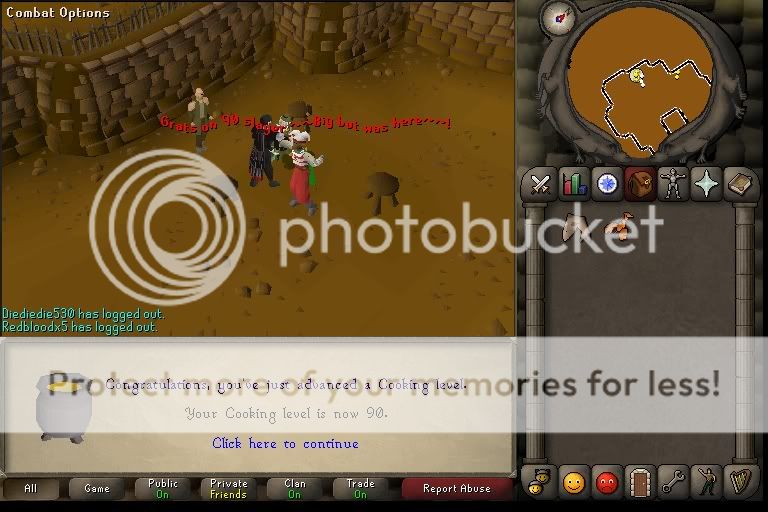 Combat Options
Grats on '90 slager~~~Big but was here~~~!
photobucket
Diediedie530 has logged out.
Redbloodx5 has logged out.
Protect more of your memories for less!
Congratulations, you've just advanced a Cooking level.
Your Cooking level is now 90.
Click here to continue
All
Game
Public
On
Private
Friends
Clan
On
Trade
On
Report Abuse